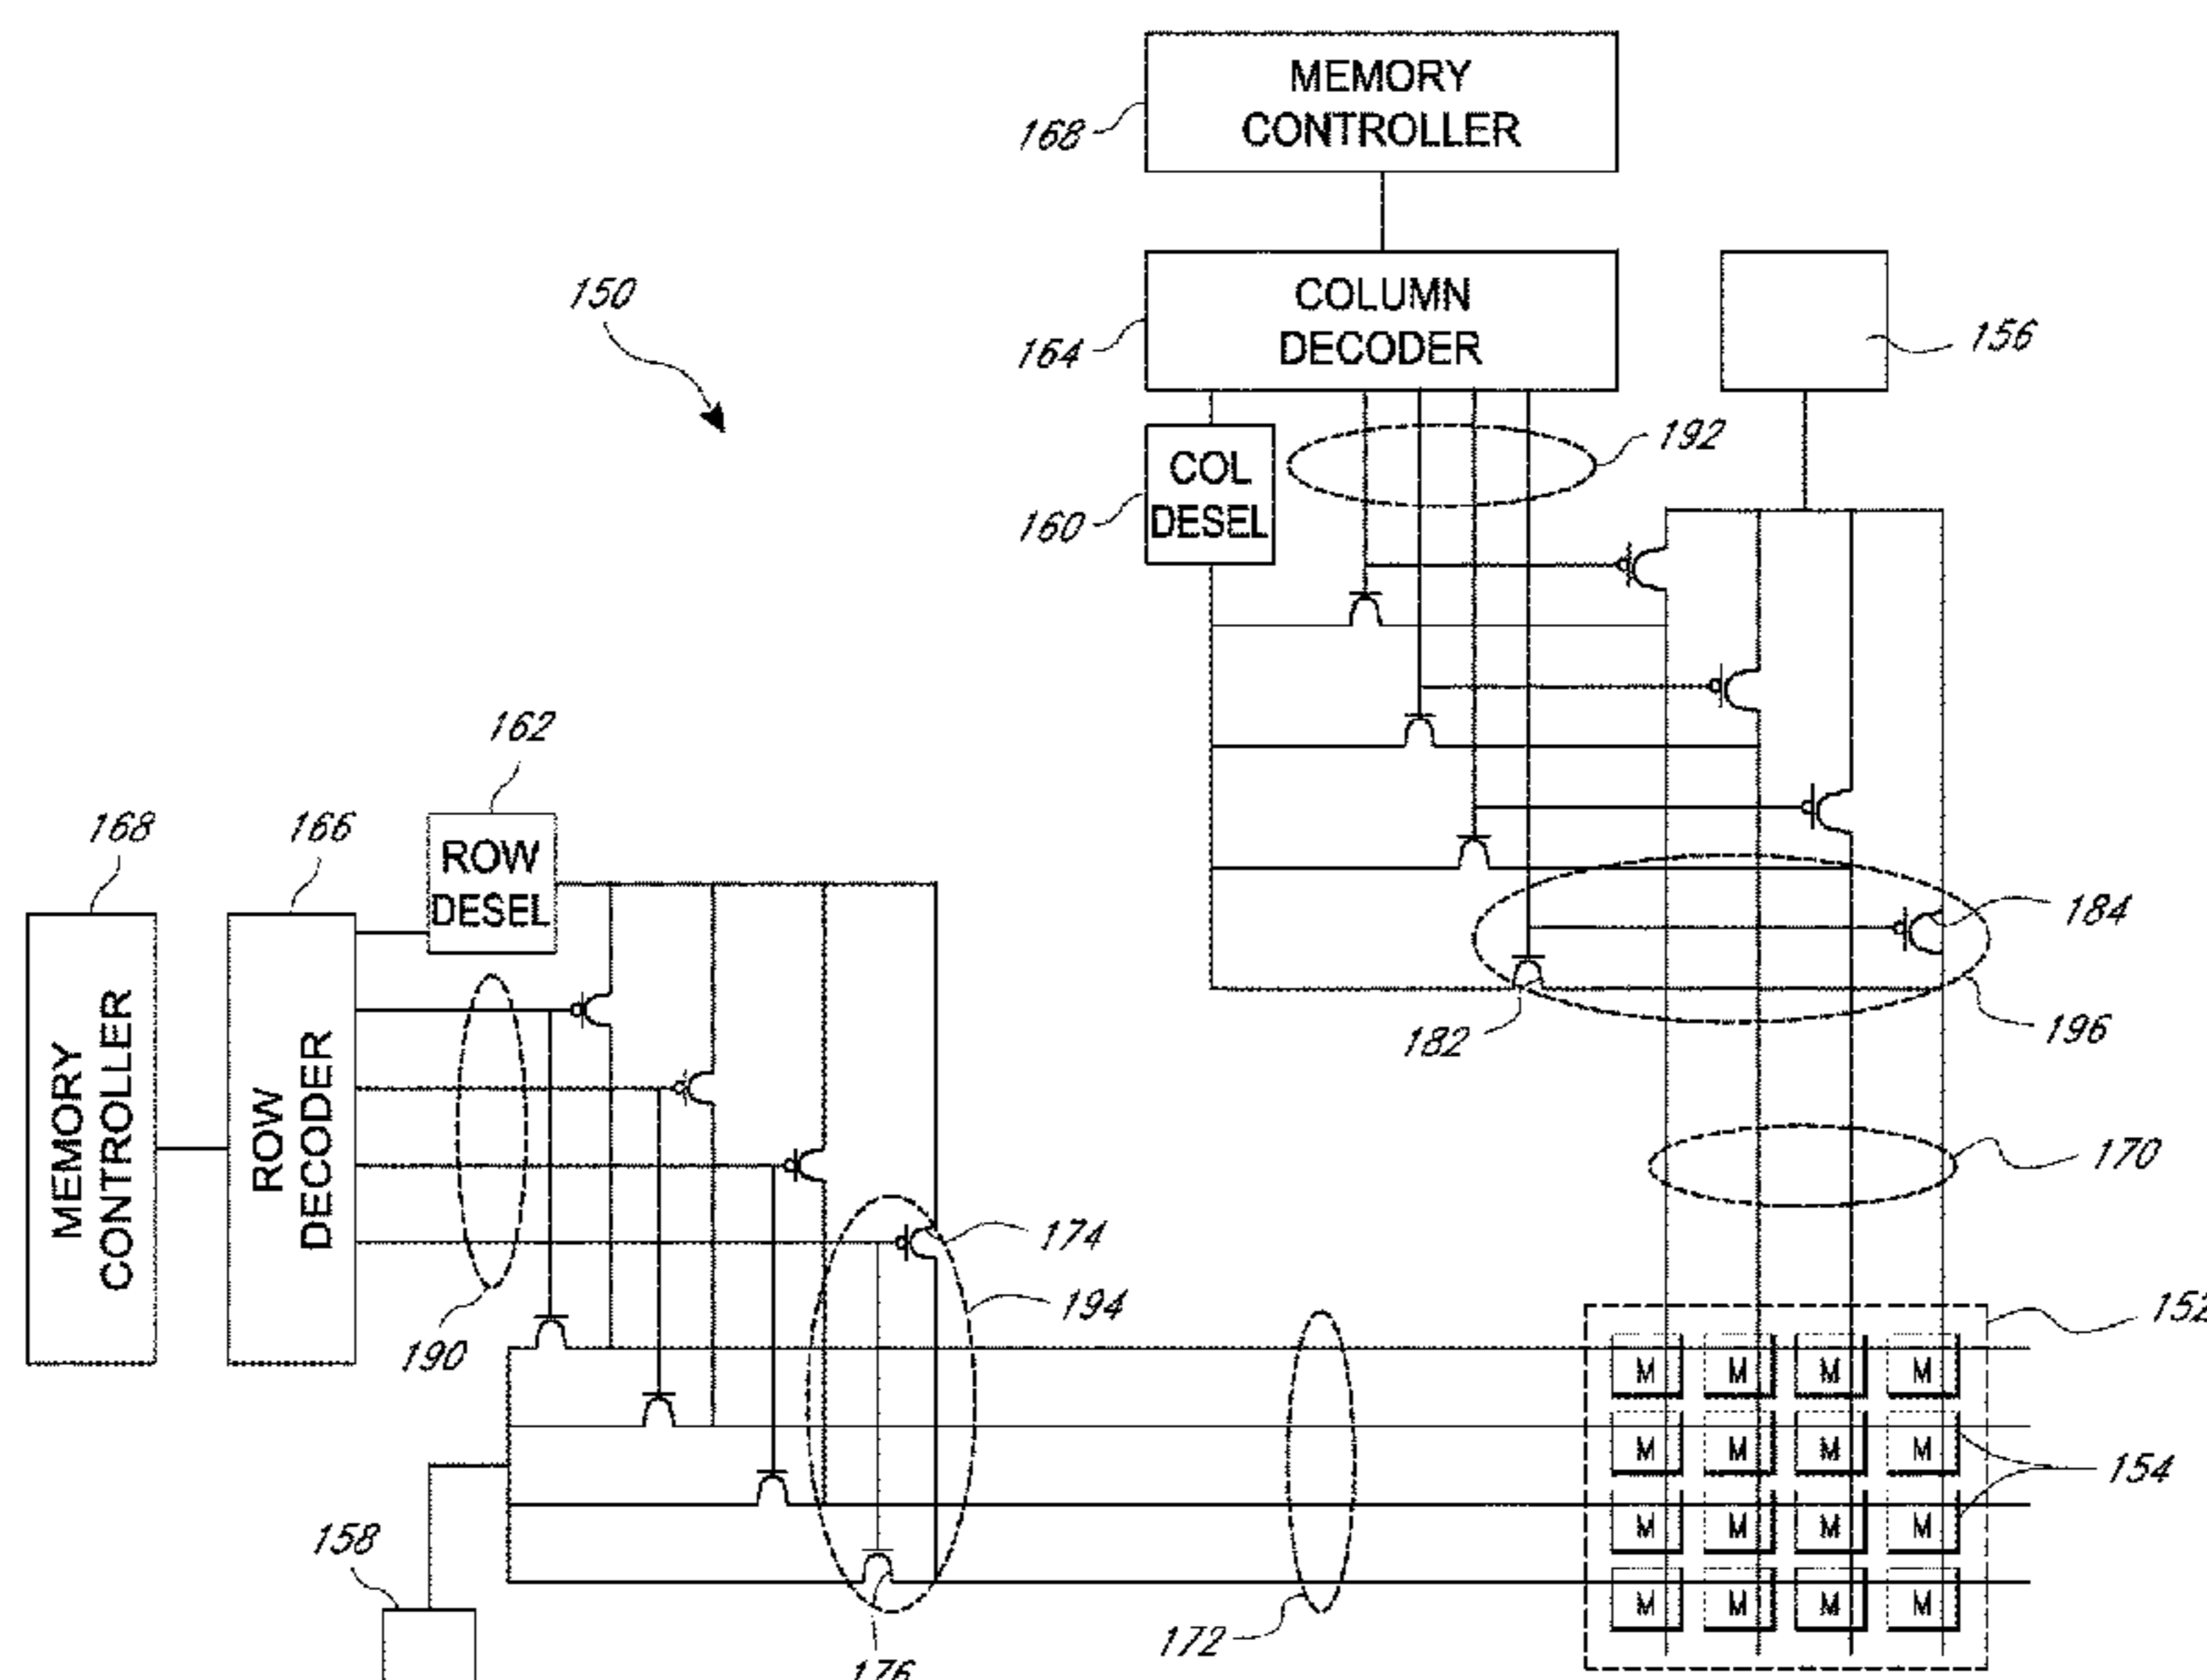 MEMORY
CONTROLLER
168
COLUMN
DECODER
164
156
150
192
COL
DESEL
160
162
168
166
ROW
DESEL
184
182
196
MEMORY
CONTROLLER
ROW
DECODER
170
174
194
190
152
M M M M
M M M M
154
M M M M
158
M M M M
172
176